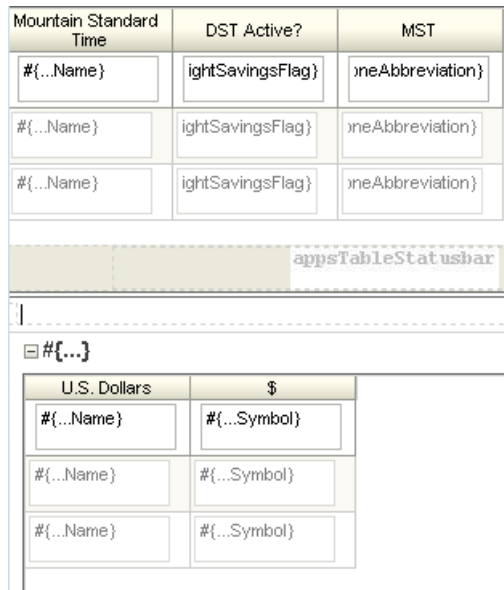 Mountain Standard Time DST Active? MST
#{...Name} ightSavingsFlag} oneAbbreviation}
#{...Name} ightSavingsFlag} oneAbbreviation}
#{...Name} ightSavingsFlag} oneAbbreviation}
appsTableStatusbar
#{...}
U.S. Dollars $
#{...Name} #{...Symbol}
#{...Name} #{...Symbol}
#{...Name} #{...Symbol}